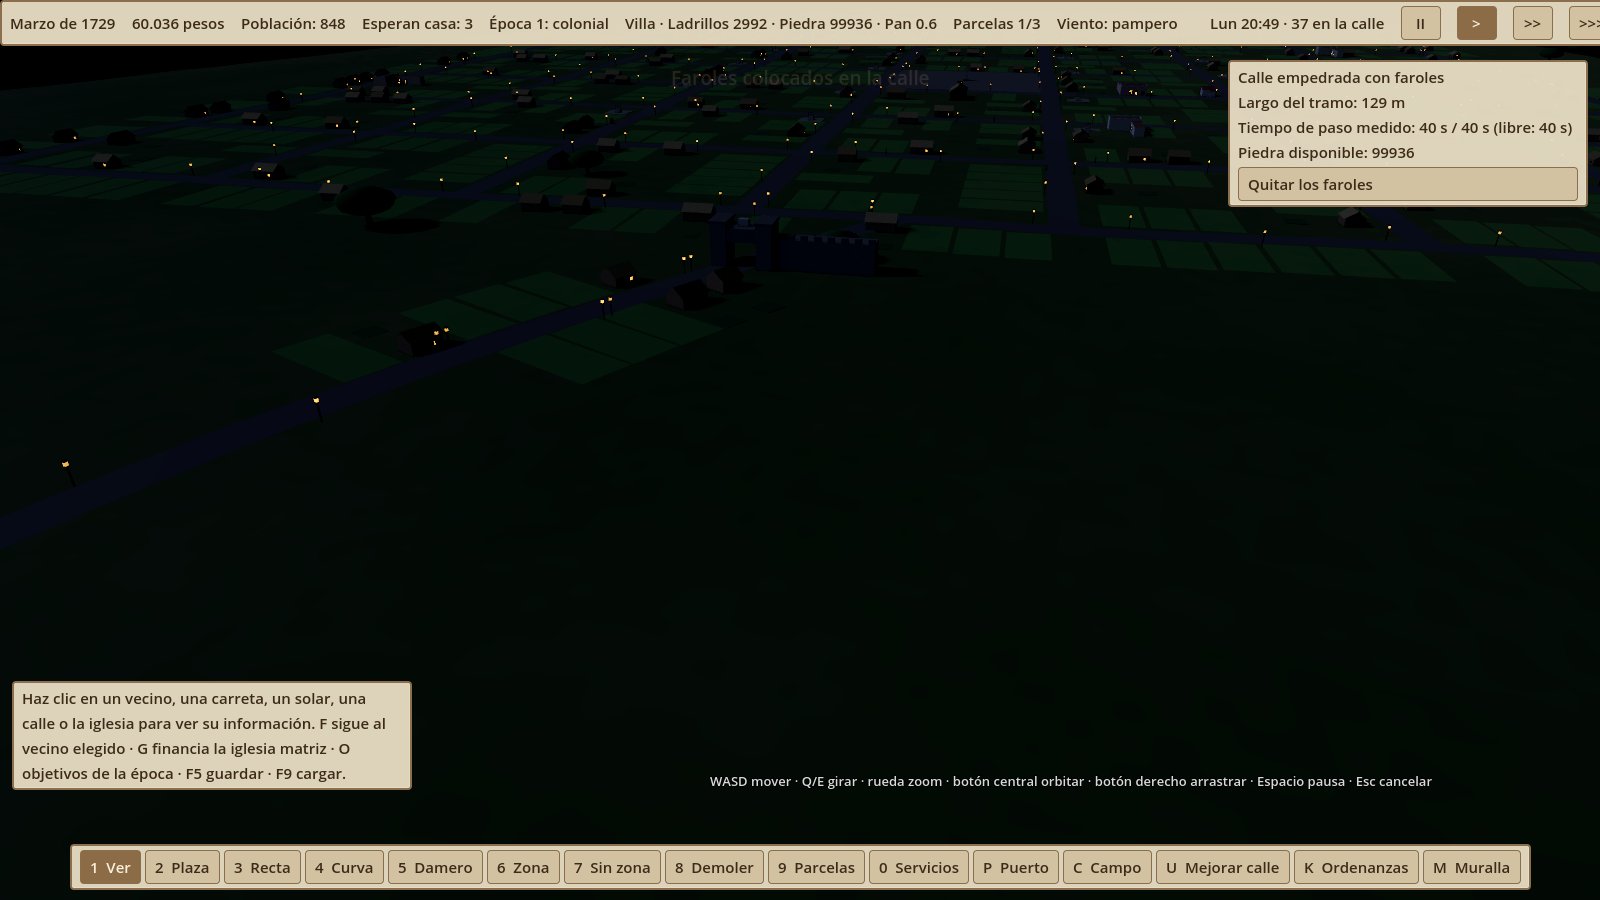 Marzo de 1729 60.036 pesos Población: 848 Esperan casa: 3 Época 1: colonial Villa · Ladrillos 2992 · Piedra 99936 · Pan 0.6 Parcelas 1/3 Viento: pampero Lun 20:49 · 37 en la calle II > >> >>>
Faroles colocados en la calle
Calle empedrada con faroles
Largo del tramo: 129 m
Tiempo de paso medido: 40 s / 40 s (libre: 40 s)
Piedra disponible: 99936
Quitar los faroles
Haz clic en un vecino, una carreta, un solar, una
calle o la iglesia para ver su información. F sigue al
vecino elegido · G financia la iglesia matriz · O
objetivos de la época · F5 guardar · F9 cargar.
WASD mover · Q/E girar · rueda zoom · botón central orbitar · botón derecho arrastrar · Espacio pausa · Esc cancelar
1 Ver 2 Plaza 3 Recta 4 Curva 5 Damero 6 Zona 7 Sin zona 8 Demoler 9 Parcelas 0 Servicios P Puerto C Campo U Mejorar calle K Ordenanzas M Muralla